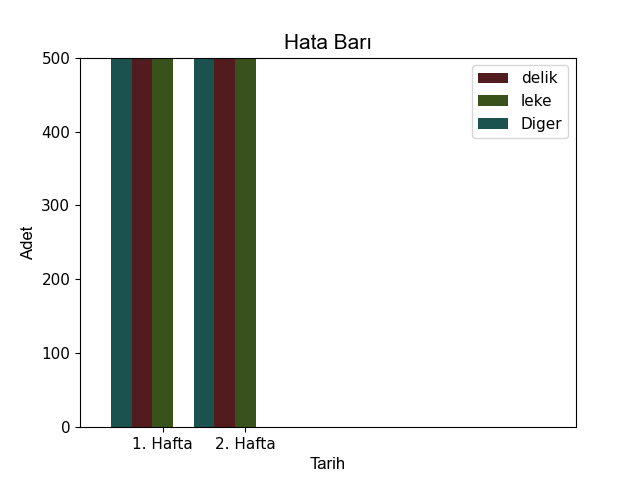 Hata Barı
500
400
300
200
100
0
Adet
delik
leke
Diger
1. Hafta
2. Hafta
Tarih